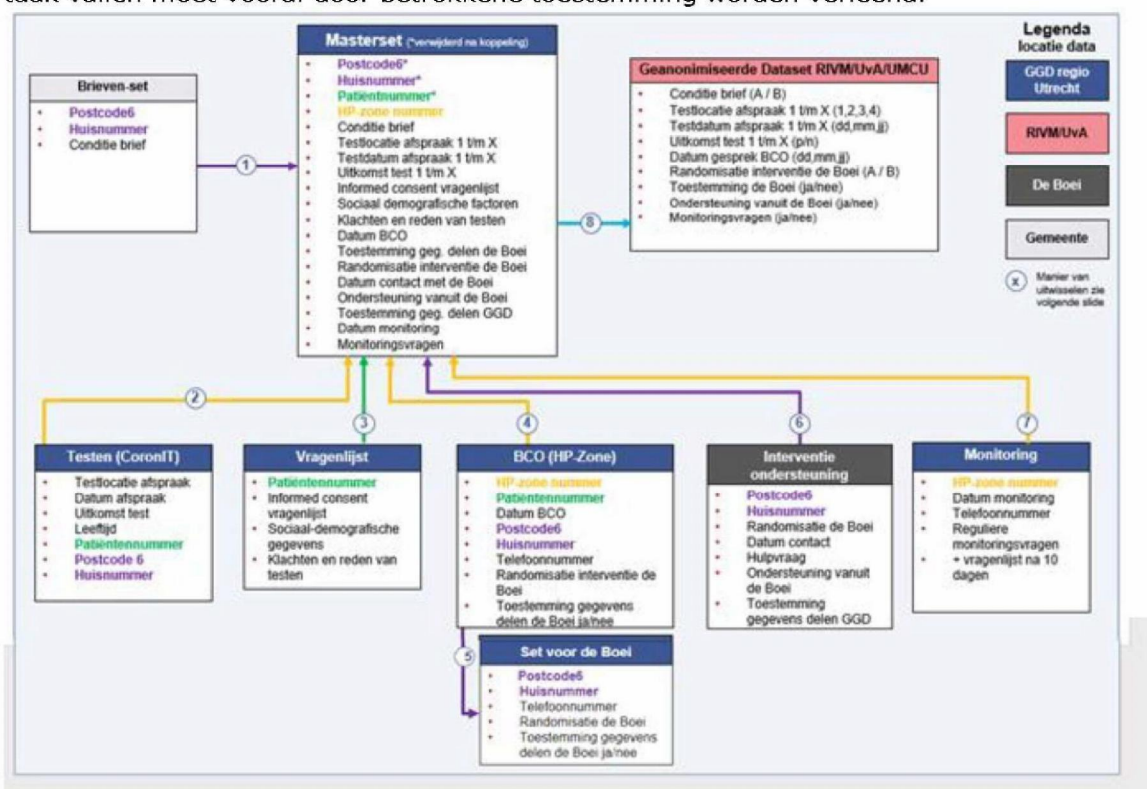 taak vallen moet vooraf door betrokkene toestemming worden verleend.
Brieven-set
Postcode6
Huisnummer
Conditie brief
1
Masterset (*verwijderd na koppeling)
Postcode6*
Huisnummer*
Patiëntnummer*
HP-zone nummer
Conditie brief
Testlocatie afspraak 1 t/m X
Testdatum afspraak 1 t/m X
Uitkomst test 1 t/m X
Informed consent vragenlijst
Sociaal demografische factoren
Klachten en reden van testen
Datum BCO
Toestemming geg. delen de Boei
Randomisatie interventie de Boei
Datum contact met de Boei
Ondersteuning vanuit de Boei
Toestemming geg. delen GGD
Datum monitoring
Monitoringsvragen
8
Geanonimiseerde Dataset RIVM/UvA/UMCU
Conditie brief (A / B)
Testlocatie afspraak 1 t/m X (1,2,3,4)
Testdatum afspraak 1 t/m X (dd,mm,jj)
Uitkomst test 1 t/m X (p/n)
Datum gesprek BCO (dd,mm,jj)
Randomisatie interventie de Boei (A / B)
Toestemming de Boei (ja/nee)
Ondersteuning vanuit de Boei (ja/nee)
Monitoringsvragen (ja/nee)
Legenda
locatie data
GGD regio
Utrecht
RIVM/UvA
De Boei
Gemeente
x
Manier van
uitwisselen zie
volgende slide
2
3
4
6
7
Testen (CoronIT)
Testlocatie afspraak
Datum afspraak
Uitkomst test
Leeftijd
Patiëntennummer
Postcode 6
Huisnummer
Vragenlijst
Patiëntennummer
Informed consent
vragenlijst
Sociaal-demografische
gegevens
Klachten en reden van
testen
BCO (HP-Zone)
HP-zone nummer
Patiëntennummer
Datum BCO
Postcode6
Huisnummer
Telefoonnummer
Randomisatie interventie de
Boei
Toestemming gegevens
delen de Boei ja/nee
Interventie
ondersteuning
Postcode6
Huisnummer
Randomisatie de Boei
Datum contact
Hulpvraag
Ondersteuning vanuit
de Boei
Toestemming
gegevens delen GGD
Monitoring
HP-zone nummer
Datum monitoring
Telefoonnummer
Reguliere
monitoringsvragen
+ vragenlijst na 10
dagen
5
Set voor de Boei
Postcode6
Huisnummer
Telefoonnummer
Randomisatie de Boei
Toestemming gegevens
delen de Boei ja/nee